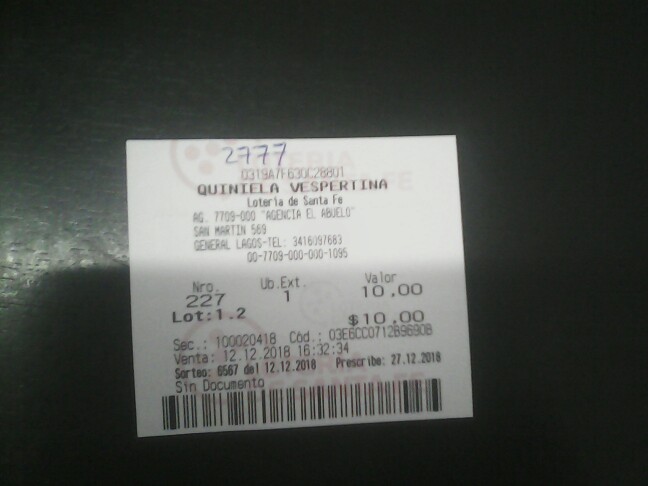 2777
0319A7F630C28801
QUINIELA VESPERTINA
Lotería de Santa Fe
AG. 7709-000 "AGENCIA EL ABUELO"
SAN MARTIN 569
GENERAL LAGOS-TEL: 3416097683
00-7709-000-000-1095
Nro. Ub.Ext. Valor
227 1 10,00
Lot:1.2 $10,00
Sec.: 100020418 Cód.: 03E6CC0712B9690B
Venta: 12.12.2018 16:32:34
Sorteo: 6567 del 12.12.2018 Prescribe: 27.12.2018
Sin Documento